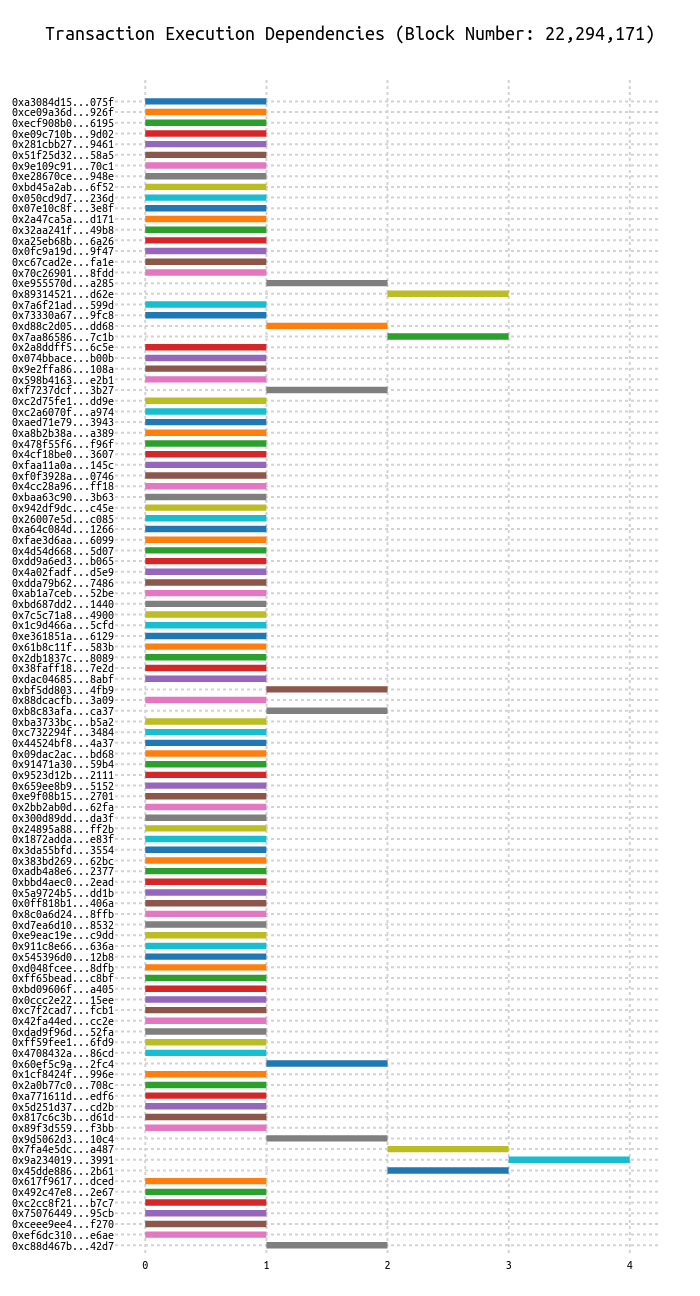 Transaction Execution Dependencies (Block Number: 22,294,171)
0xa3084d15...075f
0xce09a36d...926f
0xecf908b0...6195
0xe09c710b...9d02
0x281cbb27...9461
0x51f25d32...58a5
0x9e109c91...70c1
0xe28670ce...948e
0xbd45a2ab...6f52
0x050cd9d7...236d
0x07e10c8f...3e8f
0x2a47ca5a...d171
0x32aa241f...49b8
0xa25eb68b...6a26
0x0fc9a19d...9f47
0xc67cad2e...fa1e
0x70c26901...8fdd
0xe955570d...a285
0x89314521...d62e
0x7a6f21ad...599d
0x73330a67...9fc8
0xd88c2d05...dd68
0x7aa86586...7c1b
0x2a8ddff5...6c5e
0x074bbace...b00b
0x9e2ffa86...108a
0x598b4163...e2b1
0xf7237dcf...3b27
0xc2d75fe1...dd9e
0xc2a6070f...a974
0xaed71e79...3943
0xa8b2b38a...a389
0x478f55f6...f96f
0x4cf18be0...3607
0xfaa11a0a...145c
0xf0f3928a...0746
0x4cc28a96...ff18
0xbaa63c90...3b63
0x942df9dc...c45e
0x26007e5d...c085
0xa64c084d...1266
0xfae3d6aa...6099
0x4d54d668...5d07
0xdd9a6ed3...b065
0x4a02fadf...d5e9
0xdda79b62...7486
0xab1a7ceb...52be
0xbd687dd2...1440
0x7c5c71a8...4900
0x1c9d466a...5cfd
0xe361851a...6129
0x61b8c11f...583b
0x2db1837c...8089
0x38faff18...7e2d
0xdac04685...8abf
0xbf5dd803...4fb9
0x88dcacfb...3a09
0xb8c83afa...ca37
0xba3733bc...b5a2
0xc732294f...3484
0x44524bf8...4a37
0x09dac2ac...bd68
0x91471a30...59b4
0x9523d12b...2111
0x659ee8b9...5152
0xe9f08b15...2701
0x2bb2ab0d...62fa
0x300d89dd...da3f
0x24895a88...ff2b
0x1872adda...e83f
0x3da55bfd...3554
0x383bd269...62bc
0xadb4a8e6...2377
0xbbd4aec0...2ead
0x5a9724b5...dd1b
0x0ff818b1...406a
0x8c0a6d24...8ffb
0xd7ea6d10...8532
0xe9eac19e...c9dd
0x911c8e66...636a
0x545396d0...12b8
0xd048fcee...8dfb
0xff65bead...c8bf
0xbd09606f...a405
0x0ccc2e22...15ee
0xc7f2cad7...fcb1
0x42fa44ed...cc2e
0xdad9f96d...52fa
0xff59fee1...6fd9
0x4708432a...86cd
0x60ef5c9a...2fc4
0x1cf8424f...996e
0x2a0b77c0...708c
0xa771611d...edf6
0x5d251d37...cd2b
0x817c6c3b...d61d
0x89f3d559...f3bb
0x9d5062d3...10c4
0x7fa4e5dc...a487
0x9a234019...3991
0x45dde886...2b61
0x617f9617...dced
0x492c47e8...2e67
0xc2cc8f21...b7c7
0x75076449...95cb
0xceee9ee4...f270
0xef6dc310...e6ae
0xc88d467b...42d7
0 1 2 3 4